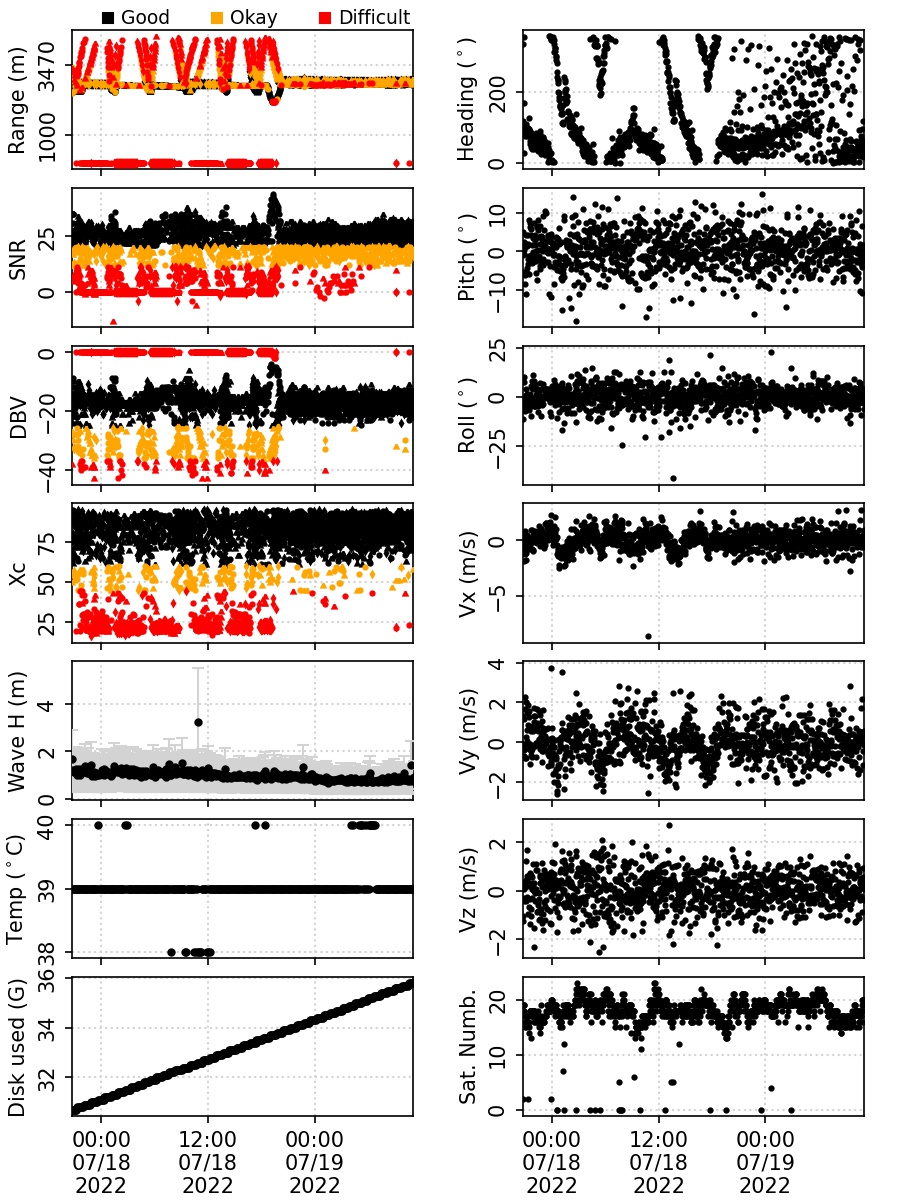 Good Okay Difficult
Range (m)
3470
1000
Heading (°)
200
0
SNR
25
0
Pitch (°)
10
0
−10
DBV
0
−20
−40
Roll (°)
25
0
−25
Xc
75
50
25
Vx (m/s)
0
−5
Wave H (m)
4
2
0
Vy (m/s)
4
2
0
−2
Temp (°C)
40
39
38
Vz (m/s)
2
0
−2
Disk used (G)
36
34
32
Sat. Numb.
20
10
0
00:00 12:00 00:00
07/18 07/18 07/19
2022 2022 2022
00:00 12:00 00:00
07/18 07/18 07/19
2022 2022 2022